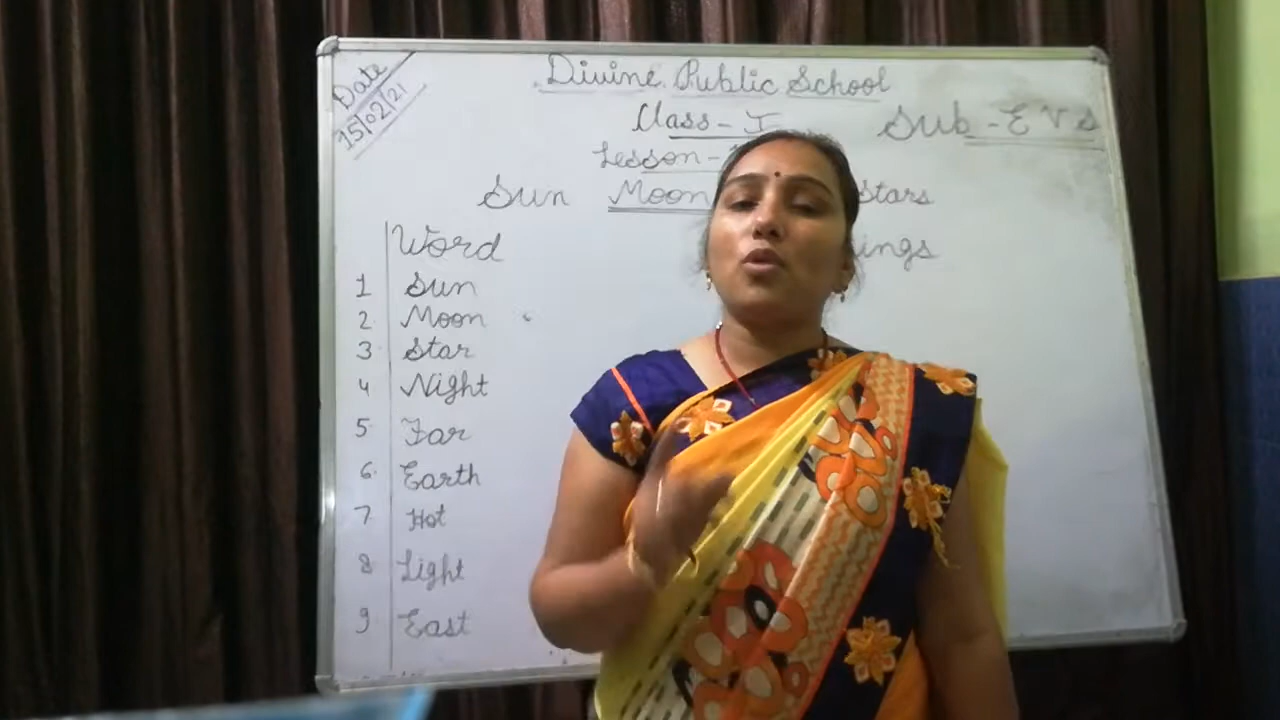 Date
15/02/21
Divine Public School
Class - I
Sub - EVS
Lesson -
Sun Moon Stars
Word
1 Sun
2 Moon
3 Star
4 Night
5 Far
6 Earth
7 Hot
8 Light
9 East